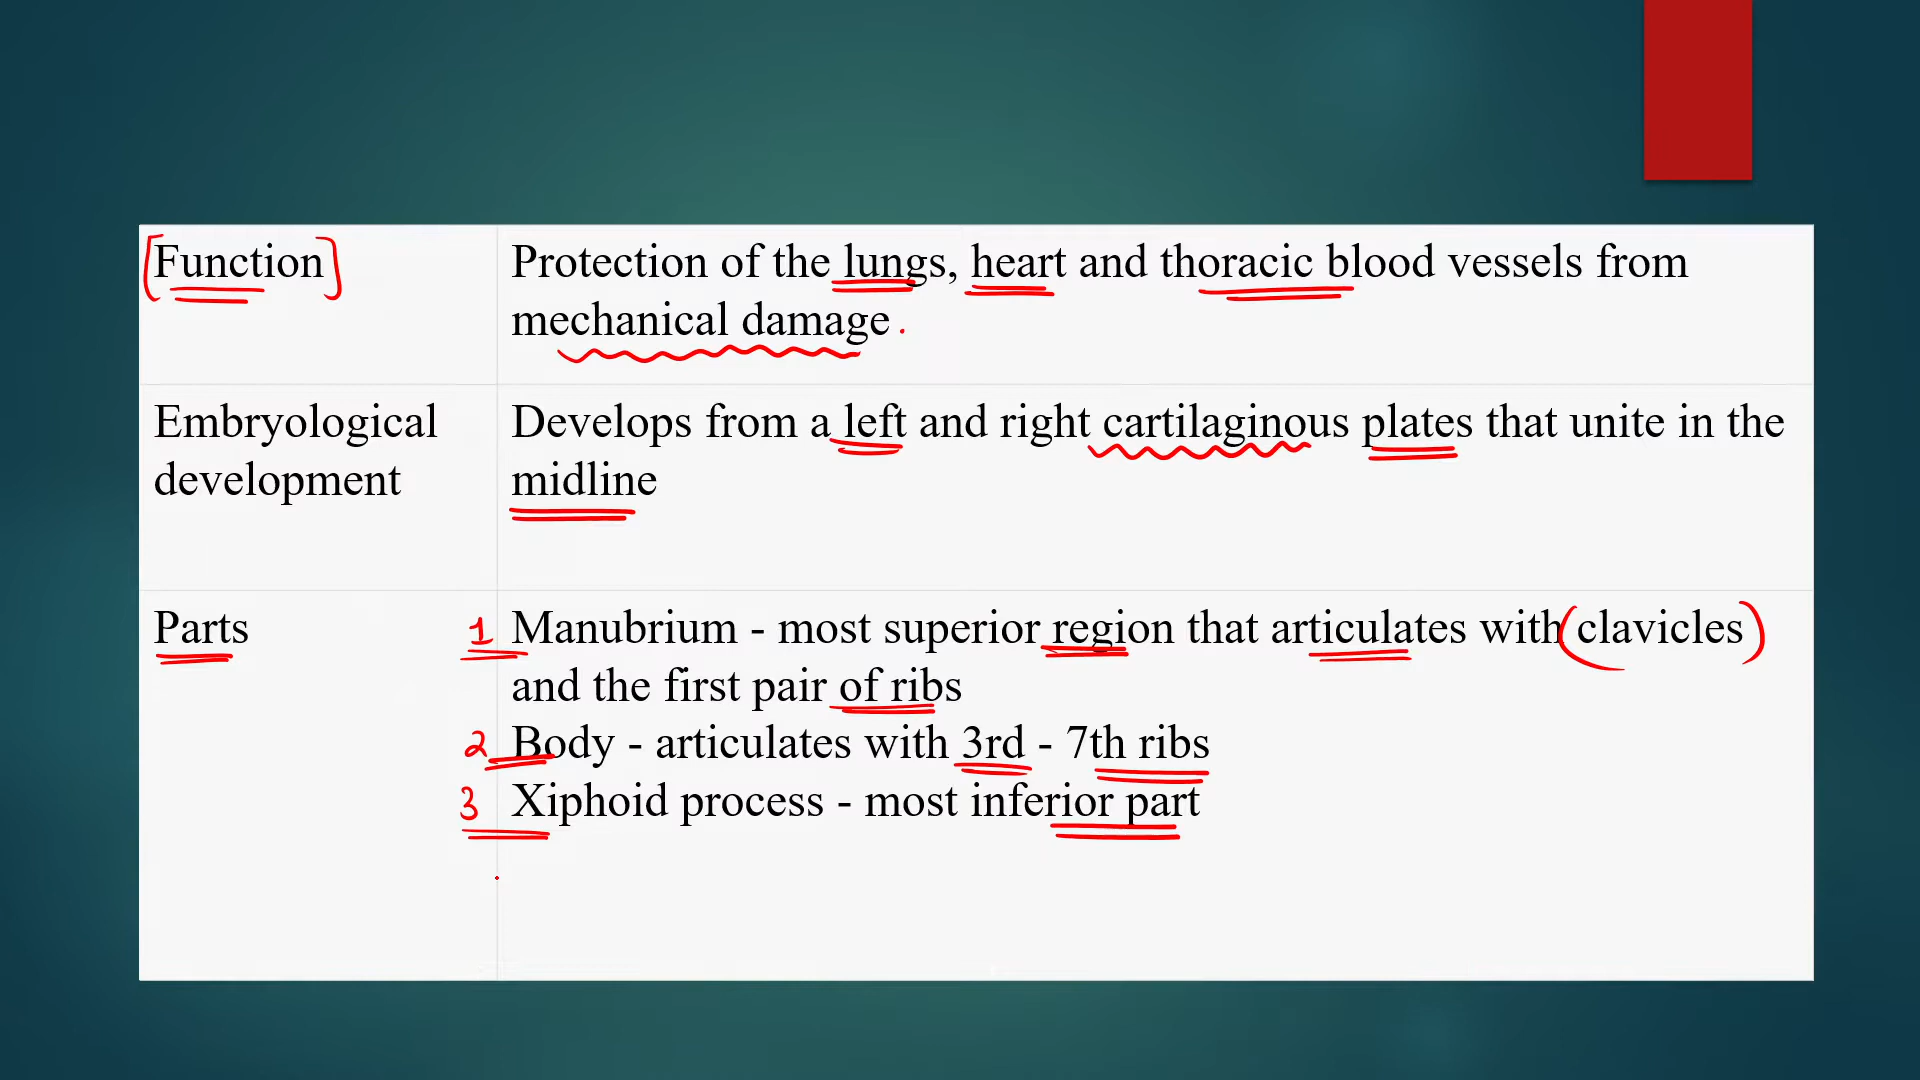 [Function]
Protection of the lungs, heart and thoracic blood vessels from
mechanical damage .
Embryological
development
Develops from a left and right cartilaginous plates that unite in the
midline
Parts
1 Manubrium - most superior region that articulates with (clavicles)
and the first pair of ribs
2 Body - articulates with 3rd - 7th ribs
3 Xiphoid process - most inferior part